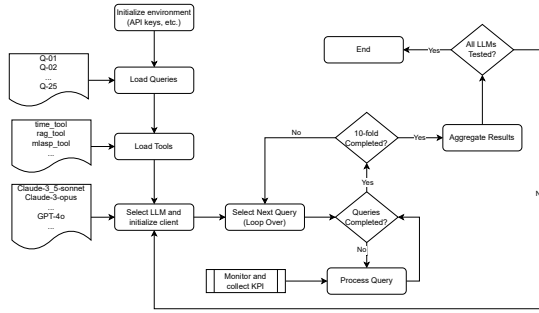 Initialize environment
(API keys, etc.)
Q-01
Q-02
...
Q-25
Load Queries
time_tool
rag_tool
mlasp_tool
...
Load Tools
Claude-3_5-sonnet
Claude-3-opus
...
GPT-4o
...
Select LLM and
initialize client
Select Next Query
(Loop Over)
Queries
Completed?
No
Process Query
Monitor and
collect KPI
Yes
10-fold
Completed?
No
Yes
Aggregate Results
All LLMs
Tested?
Yes
End